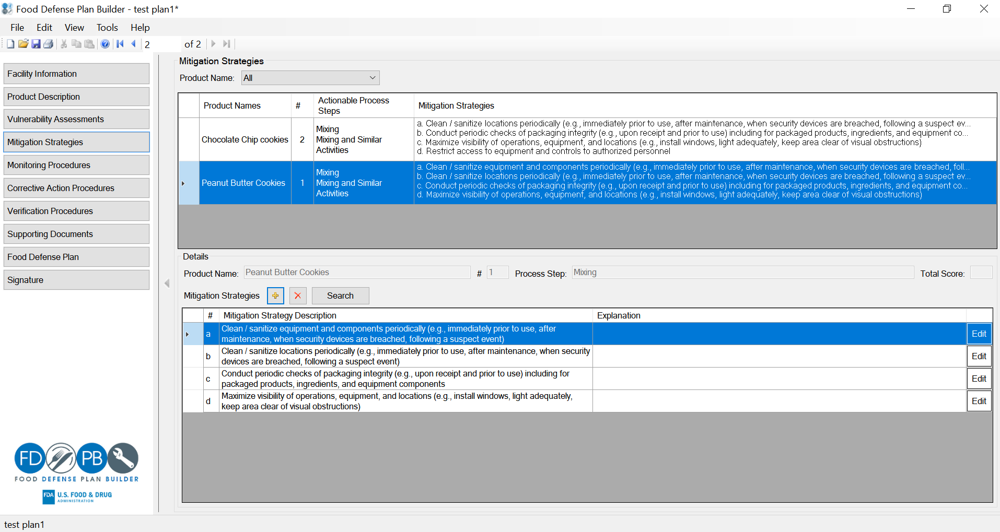 Food Defense Plan Builder - test plan1*
File Edit View Tools Help
2 of 2
Facility Information
Product Description
Vulnerability Assessments
Mitigation Strategies
Monitoring Procedures
Corrective Action Procedures
Verification Procedures
Supporting Documents
Food Defense Plan
Signature
FD PB
FOOD DEFENSE PLAN BUILDER
FDA U.S. FOOD & DRUG
ADMINISTRATION
Mitigation Strategies
Product Name: All
Product Names # Actionable Process Steps Mitigation Strategies
Chocolate Chip cookies 2
Mixing
Mixing and Similar
Activities
a. Clean / sanitize locations periodically (e.g., immediately prior to use, after maintenance, when security devices are breached, following a suspect ev...
b. Conduct periodic checks of packaging integrity (e.g., upon receipt and prior to use) including for packaged products, ingredients, and equipment co...
c. Maximize visibility of operations, equipment, and locations (e.g., install windows, light adequately, keep area clear of visual obstructions)
d. Restrict access to equipment and controls to authorized personnel
Peanut Butter Cookies 1
Mixing
Mixing and Similar
Activities
a. Clean / sanitize equipment and components periodically (e.g., immediately prior to use, after maintenance, when security devices are breached, foll...
b. Clean / sanitize locations periodically (e.g., immediately prior to use, after maintenance, when security devices are breached, following a suspect ev...
c. Conduct periodic checks of packaging integrity (e.g., upon receipt and prior to use) including for packaged products, ingredients, and equipment co...
d. Maximize visibility of operations, equipment, and locations (e.g., install windows, light adequately, keep area clear of visual obstructions)
Details
Product Name: Peanut Butter Cookies # 1 Process Step: Mixing Total Score:
Mitigation Strategies Search
# Mitigation Strategy Description Explanation
a Clean / sanitize equipment and components periodically (e.g., immediately prior to use, after
maintenance, when security devices are breached, following a suspect event)
Edit
b Clean / sanitize locations periodically (e.g., immediately prior to use, after maintenance, when security
devices are breached, following a suspect event)
Edit
c Conduct periodic checks of packaging integrity (e.g., upon receipt and prior to use) including for
packaged products, ingredients, and equipment components
Edit
d Maximize visibility of operations, equipment, and locations (e.g., install windows, light adequately,
keep area clear of visual obstructions)
Edit
test plan1